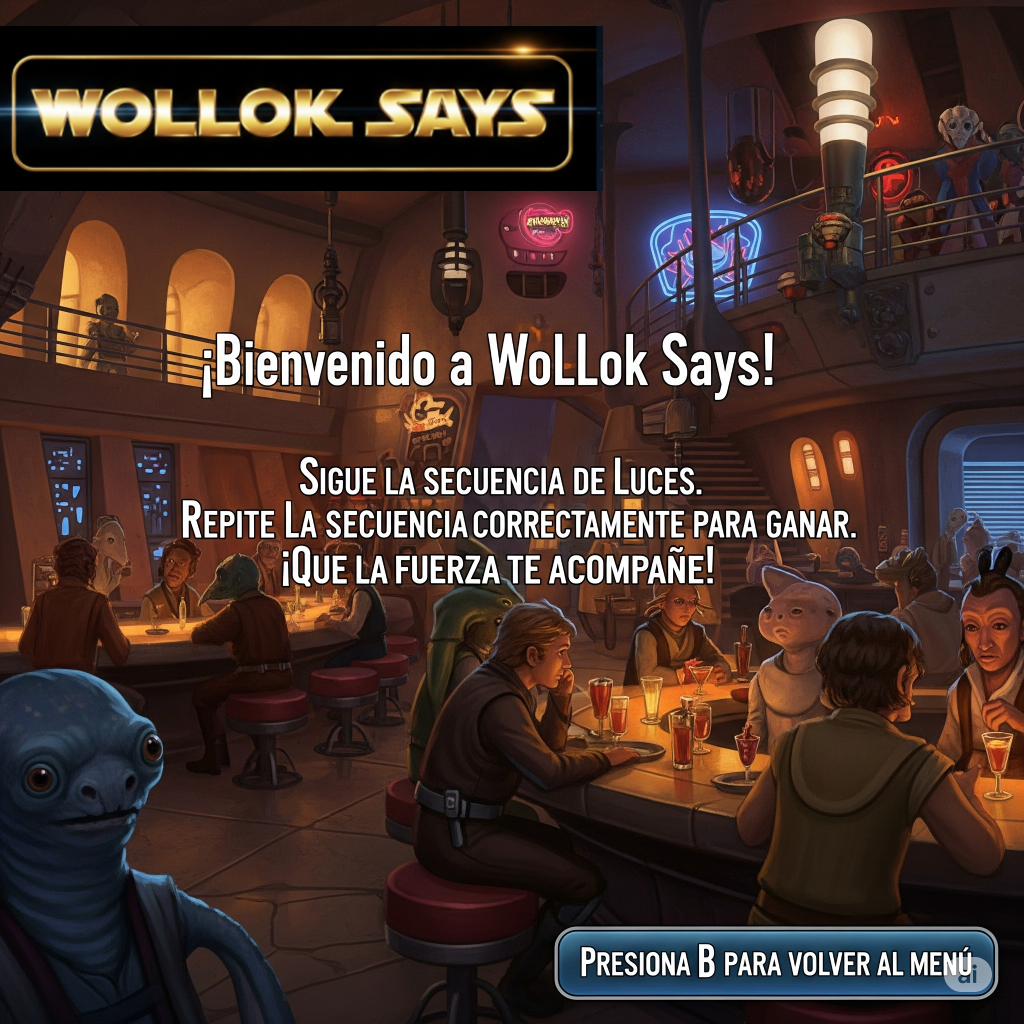 WOLLOK SAYS
¡Bienvenido a WoLLok Says!
Sigue la secuencia de Luces.
Repite La secuencia correctamente para ganar.
¡Que la fuerza te acompañe!
Presiona B para volver al menú
ai